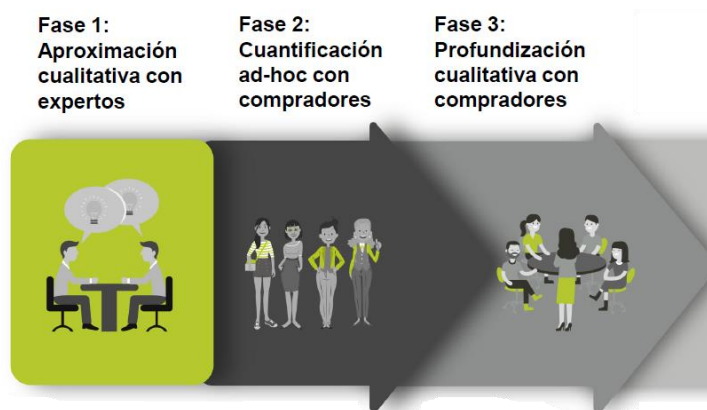 Fase 1:
Aproximación
cualitativa con
expertos
Fase 2:
Cuantificación
ad-hoc con
compradores
Fase 3:
Profundización
cualitativa con
compradores